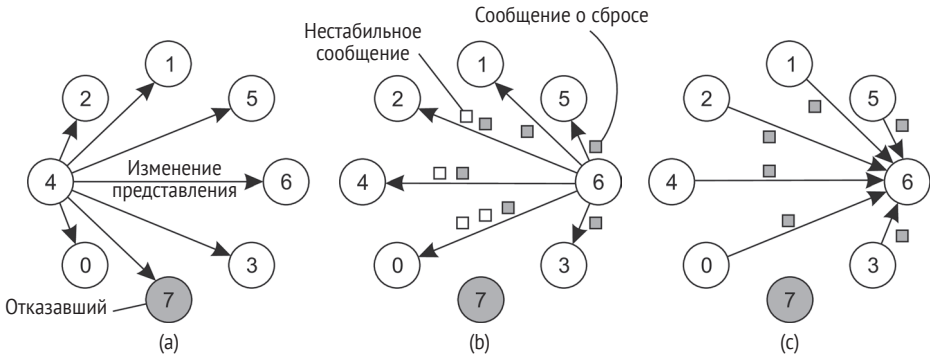 Сообщение о сбросе
Нестабильное
сообщение
1
2
5
4
Изменение
представления
6
0
3
Отказавший
7
(a)
1
2
5
4
6
0
3
7
(b)
1
2
5
4
6
0
3
7
(c)